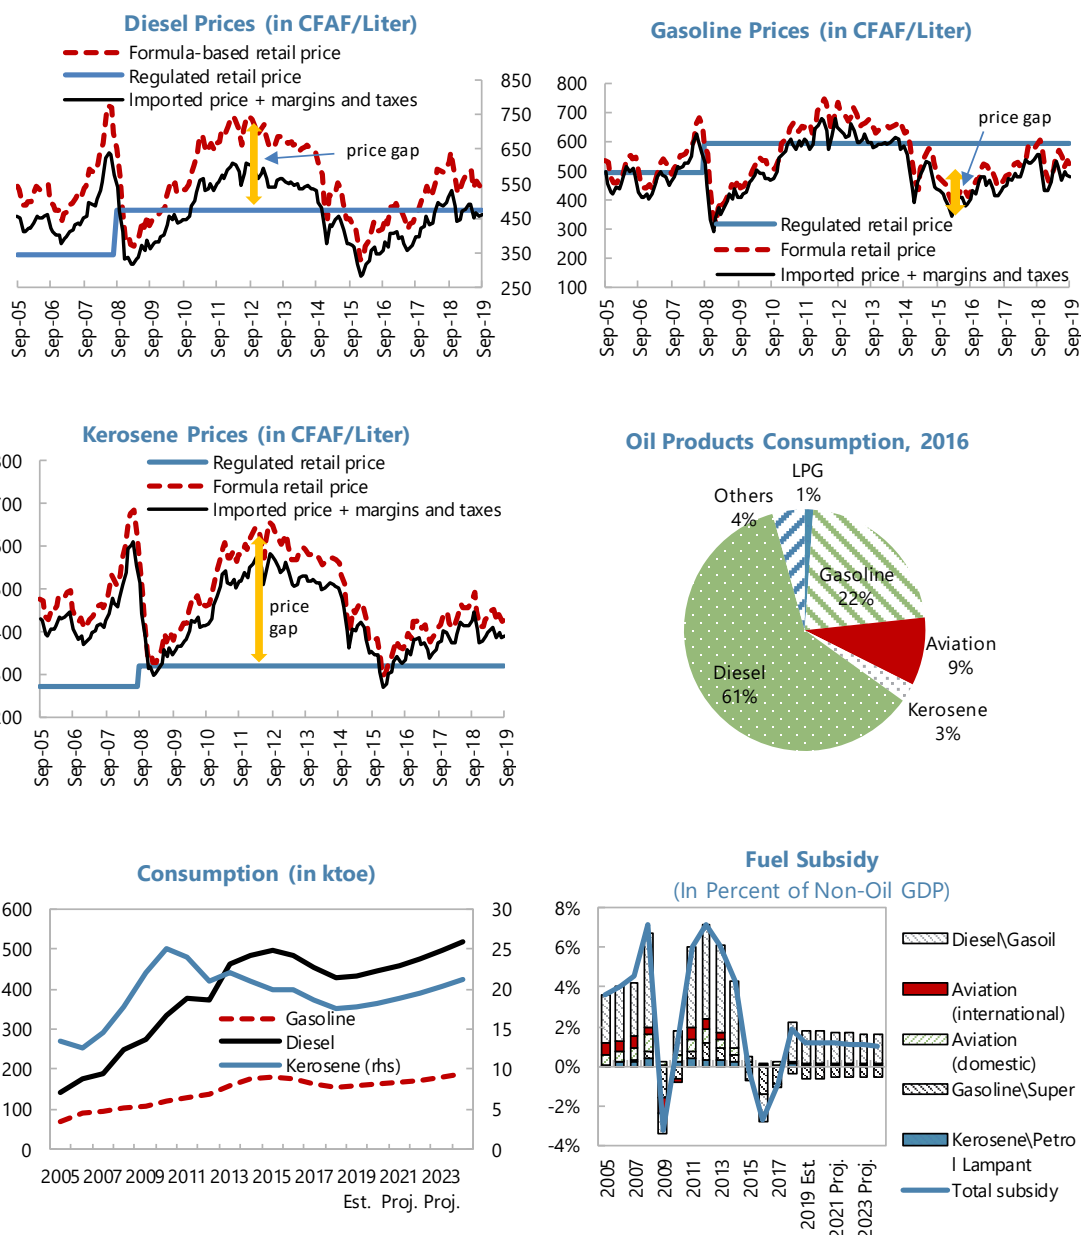 Diesel Prices (in CFAF/Liter)
Formula-based retail price
Regulated retail price
Imported price + margins and taxes
850
750
650
550
450
350
250
price gap
Sep-05
Sep-06
Sep-07
Sep-08
Sep-09
Sep-10
Sep-11
Sep-12
Sep-13
Sep-14
Sep-15
Sep-16
Sep-17
Sep-18
Sep-19
Gasoline Prices (in CFAF/Liter)
800
700
600
500
400
300
200
100
price gap
Regulated retail price
Formula retail price
Imported price + margins and taxes
Sep-05
Sep-06
Sep-07
Sep-08
Sep-09
Sep-10
Sep-11
Sep-12
Sep-13
Sep-14
Sep-15
Sep-16
Sep-17
Sep-18
Sep-19
Kerosene Prices (in CFAF/Liter)
Regulated retail price
Formula retail price
Imported price + margins and taxes
800
700
600
500
400
300
200
price
gap
Sep-05
Sep-06
Sep-07
Sep-08
Sep-09
Sep-10
Sep-11
Sep-12
Sep-13
Sep-14
Sep-15
Sep-16
Sep-17
Sep-18
Sep-19
Oil Products Consumption, 2016
LPG
1%
Others
4%
Gasoline
22%
Aviation
9%
Diesel
61%
Kerosene
3%
Consumption (in ktoe)
600
500
400
300
200
100
0
30
25
20
15
10
5
0
Gasoline
Diesel
Kerosene (rhs)
2005 2007 2009 2011 2013 2015 2017 2019 2021 2023
Est. Proj. Proj.
Fuel Subsidy
(In Percent of Non-Oil GDP)
8%
6%
4%
2%
0%
-2%
-4%
2005
2007
2009
2011
2013
2015
2017
2019 Est.
2021 Proj.
2023 Proj.
Diesel\Gasoil
Aviation
(international)
Aviation
(domestic)
Gasoline\Super
Kerosene\Petro
l Lampant
Total subsidy